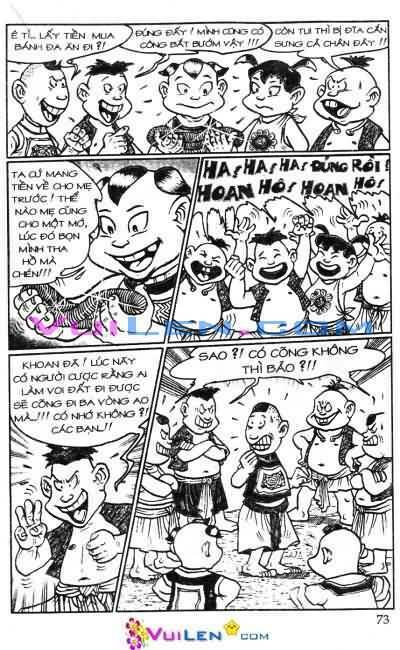 Ê TÍ... LẤY TIỀN MUA
BÁNH ĐA ĂN ĐI ?!
ĐÚNG ĐẤY ! MÌNH CŨNG CÓ
CÔNG BẮT BƯỚM VẬY !!!
CÒN TUI THÌ BỊ ĐĨA CẮN
SƯNG CẢ CHÂN ĐÂY !!
TA CỨ MANG
TIỀN VỀ CHO MẸ
TRƯỚC ! THẾ
NÀO MẸ CŨNG
CHO MỘT MỚ,
LÚC ĐÓ BỌN
MÌNH THA
HỒ MÀ
CHÉN!!!
HA! HA! HA! ĐÚNG RỒI !
HOAN HÔ! HOAN HÔ!
VUILEN.COM
KHOAN ĐÃ ! LÚC NÃY
CÓ NGƯỜI CƯỢC RẰNG AI
LÀM VOI ĐẤT ĐI ĐƯỢC
SẼ CÕNG ĐI BA VÒNG AO
MÀ...!!! CÓ NHỚ KHÔNG ?!
CÁC BẠN..!!
SAO ?! CÓ CÕNG KHÔNG
THÌ BẢO ?!
73
VUILEN COM